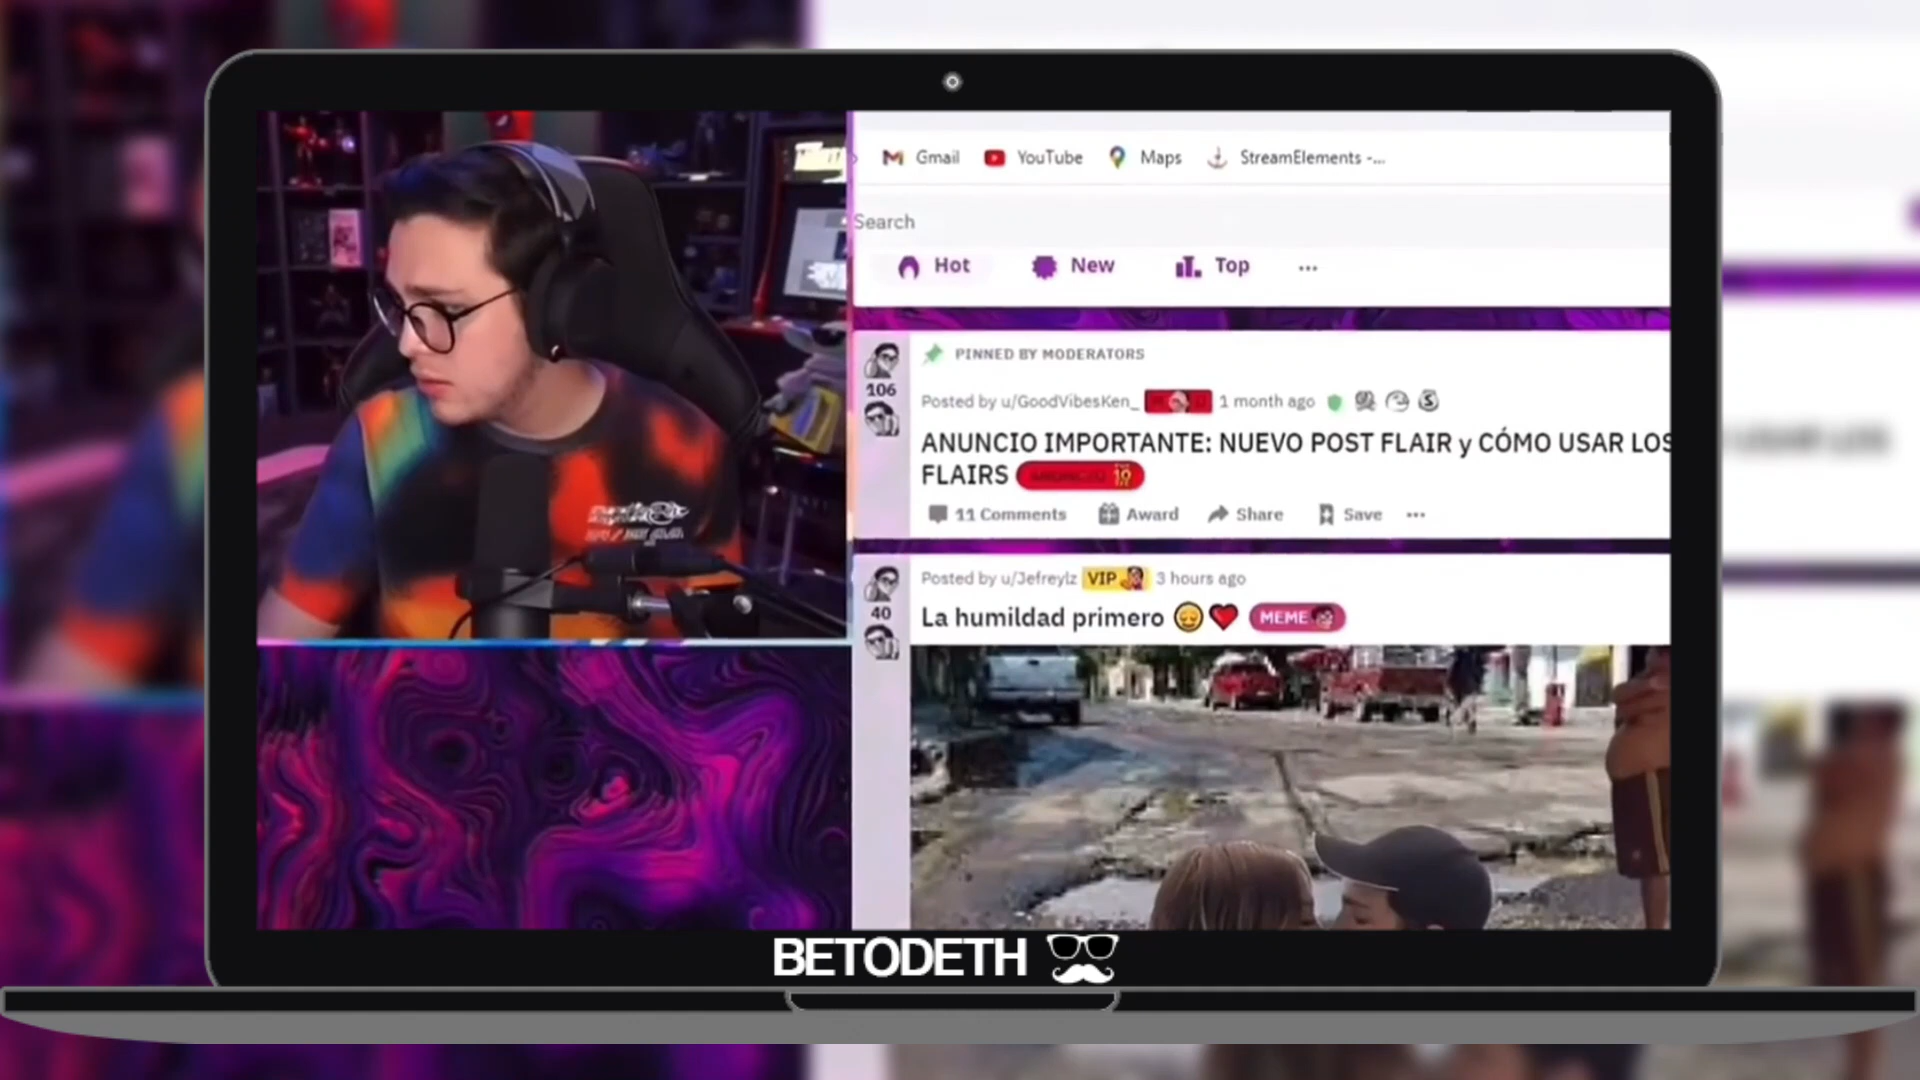 Gmail YouTube Maps StreamElements -...
Search
Hot New Top ...
PINNED BY MODERATORS
106
Posted by u/GoodVibesKen_ 1 month ago
ANUNCIO IMPORTANTE: NUEVO POST FLAIR y CÓMO USAR LOS
FLAIRS
11 Comments Award Share Save ...
Posted by u/Jefreylz VIP 3 hours ago
40
La humildad primero MEME
BETODETH